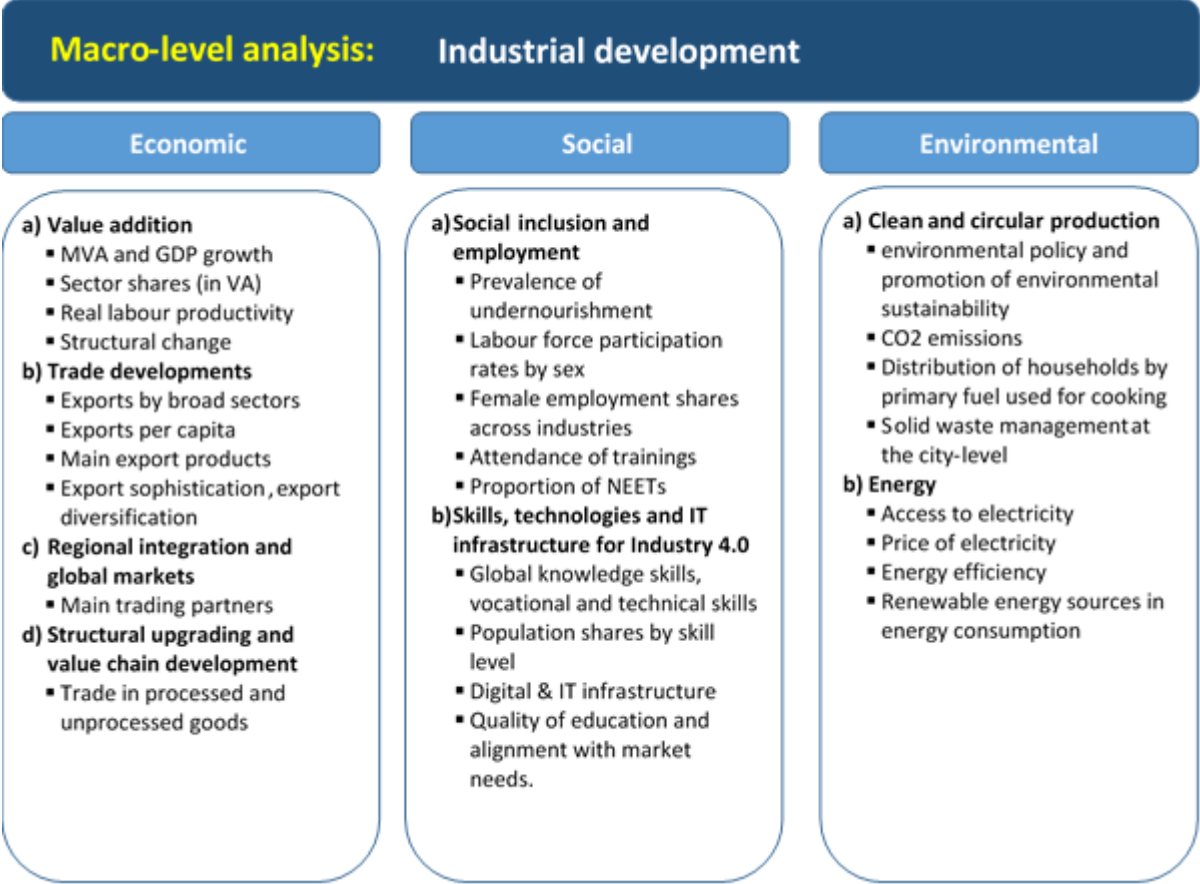 Macro-level analysis: Industrial development
Economic
a) Value addition
▪ MVA and GDP growth
▪ Sector shares (in VA)
▪ Real labour productivity
▪ Structural change
b) Trade developments
▪ Exports by broad sectors
▪ Exports per capita
▪ Main export products
▪ Export sophistication , export
diversification
c) Regional integration and
global markets
▪ Main trading partners
d) Structural upgrading and
value chain development
▪ Trade in processed and
unprocessed goods
Social
a)Social inclusion and
employment
▪ Prevalence of
undernourishment
▪ Labour force participation
rates by sex
▪ Female employment shares
across industries
▪ Attendance of trainings
▪ Proportion of NEETs
b)Skills, technologies and IT
infrastructure for Industry 4.0
▪ Global knowledge skills,
vocational and technical skills
▪ Population shares by skill
level
▪ Digital & IT infrastructure
▪ Quality of education and
alignment with market
needs.
Environmental
a) Clean and circular production
▪ environmental policy and
promotion of environmental
sustainability
▪ CO2 emissions
▪ Distribution of households by
primary fuel used for cooking
▪ Solid waste management at
the city-level
b) Energy
▪ Access to electricity
▪ Price of electricity
▪ Energy efficiency
▪ Renewable energy sources in
energy consumption